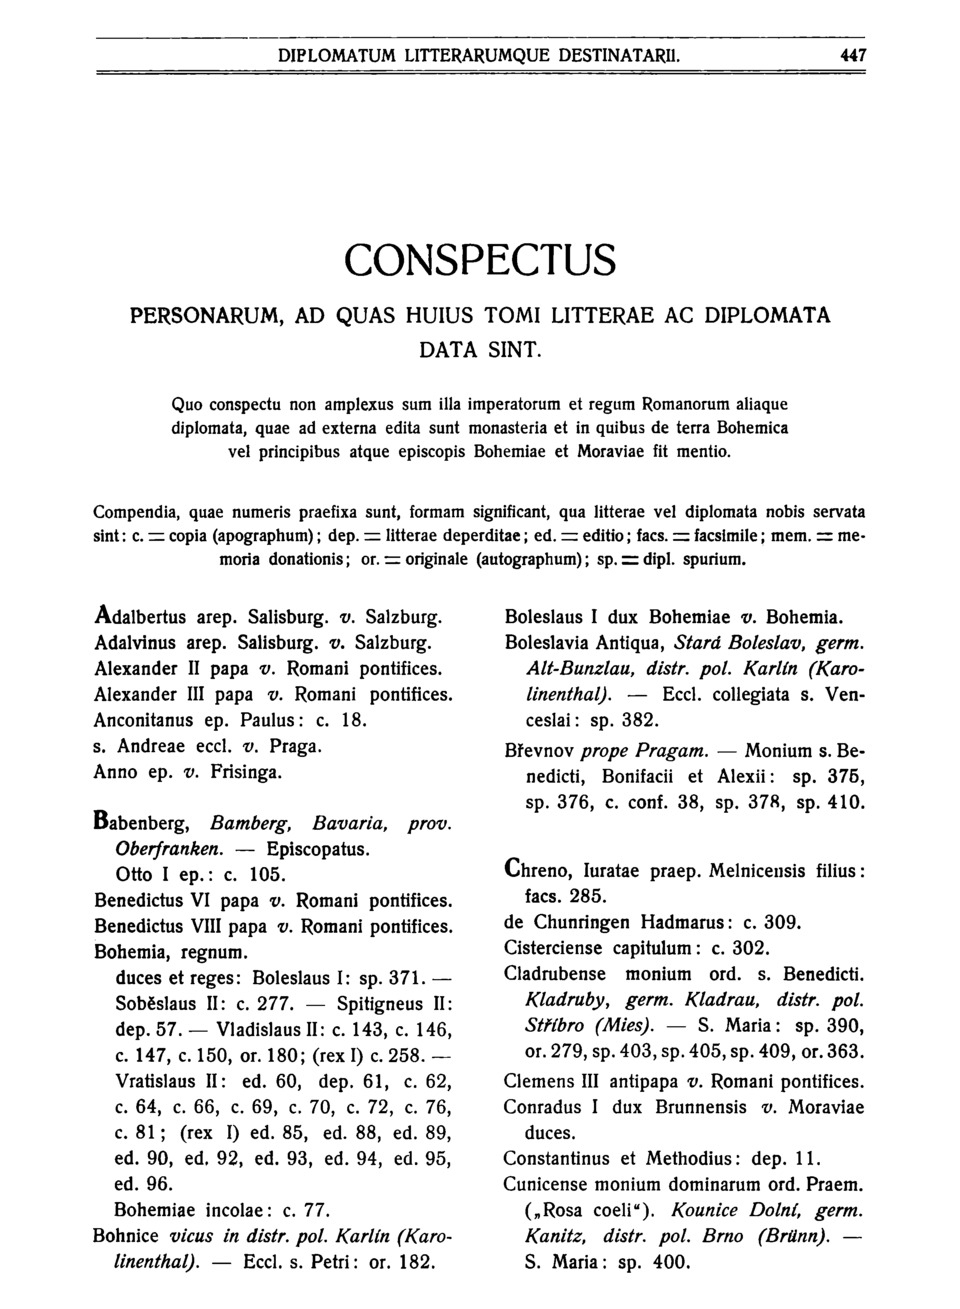 DIPLOMATUM LITTERARUMQUE DESTINATARII. 447
CONSPECTUS
PERSONARUM, AD QUAS HUIUS TOMI LITTERAE AC DIPLOMATA
DATA SINT.
Quo conspectu non amplexus sum illa imperatorum et regum Romanorum aliaque
diplomata, quae ad externa edita sunt monasteria et in quibus de terra Bohemica
vel principibus atque episcopis Bohemiae et Moraviae fit mentio.
Compendia, quae numeris praefixa sunt, formam significant, qua litterae vel diplomata nobis servata
sint: c. = copia (apographum); dep. = litterae deperditae; ed. = editio; facs. = facsimile; mem. = me-
moria donationis; or. = originale (autographum); sp. = dipl. spurium.
Adalbertus arep. Salisburg. v. Salzburg.
Adalvinus arep. Salisburg. v. Salzburg.
Alexander II papa v. Romani pontifices.
Alexander III papa v. Romani pontifices.
Anconitanus ep. Paulus: c. 18.
s. Andreae eccl. v. Praga.
Anno ep. v. Frisinga.
Babenberg, Bamberg, Bavaria, prov.
Oberfranken. — Episcopatus.
Otto I ep.: c. 105.
Benedictus VI papa v. Romani pontifices.
Benedictus VIII papa v. Romani pontifices.
Bohemia, regnum.
duces et reges: Boleslaus I: sp. 371. —
Soběslaus II: c. 277. — Spitigneus II:
dep. 57. — Vladislaus II: c. 143, c. 146,
c. 147, c. 150, or. 180; (rex I) c. 258. —
Vratislaus II: ed. 60, dep. 61, c. 62,
c. 64, c. 66, c. 69, c. 70, c. 72, c. 76,
c. 81; (rex I) ed. 85, ed. 88, ed. 89,
ed. 90, ed. 92, ed. 93, ed. 94, ed. 95,
ed. 96.
Bohemiae incolae: c. 77.
Bohnice vicus in distr. pol. Karlín (Karo-
linenthal). — Eccl. s. Petri: or. 182.
Boleslaus I dux Bohemiae v. Bohemia.
Boleslavia Antiqua, Stará Boleslav, germ.
Alt-Bunzlau, distr. pol. Karlín (Karo-
linenthal). — Eccl. collegiata s. Ven-
ceslai: sp. 382.
Břevnov prope Pragam. — Monium s. Be-
nedicti, Bonifacii et Alexii: sp. 375,
sp. 376, c. conf. 38, sp. 378, sp. 410.
Chreno, Iuratae praep. Melnicensis filius:
facs. 285.
de Chunringen Hadmarus: c. 309.
Cisterciense capitulum: c. 302.
Cladrubense monium ord. s. Benedicti.
Kladruby, germ. Kladrau, distr. pol.
Stříbro (Mies). — S. Maria: sp. 390,
or. 279, sp. 403, sp. 405, sp. 409, or. 363.
Clemens III antipapa v. Romani pontifices.
Conradus I dux Brunnensis v. Moraviae
duces.
Constantinus et Methodius: dep. 11.
Cunicense monium dominarum ord. Praem.
(„Rosa coeli“). Kounice Dolní, germ.
Kanitz, distr. pol. Brno (Brünn). —
S. Maria: sp. 400.